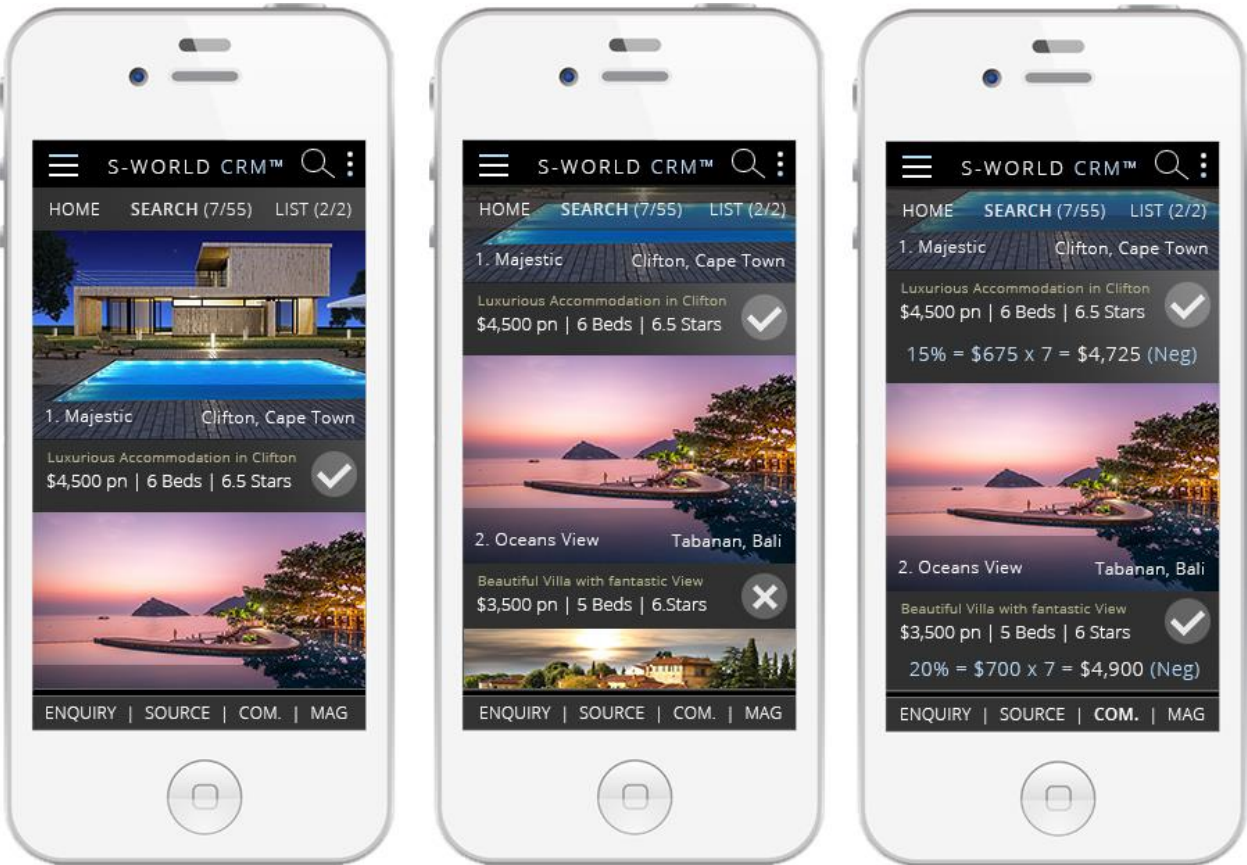 S-WORLD CRM™
HOME SEARCH (7/55) LIST (2/2)
1. Majestic Clifton, Cape Town
Luxurious Accommodation in Clifton
$4,500 pn | 6 Beds | 6.5 Stars
ENQUIRY | SOURCE | COM. | MAG
S-WORLD CRM™
HOME SEARCH (7/55) LIST (2/2)
1. Majestic Clifton, Cape Town
Luxurious Accommodation in Clifton
$4,500 pn | 6 Beds | 6.5 Stars
2. Oceans View Tabanan, Bali
Beautiful Villa with fantastic View
$3,500 pn | 5 Beds | 6.Stars
ENQUIRY | SOURCE | COM. | MAG
S-WORLD CRM™
HOME SEARCH (7/55) LIST (2/2)
1. Majestic Clifton, Cape Town
Luxurious Accommodation in Clifton
$4,500 pn | 6 Beds | 6.5 Stars
15% = $675 x 7 = $4,725 (Neg)
2. Oceans View Tabanan, Bali
Beautiful Villa with fantastic View
$3,500 pn | 5 Beds | 6 Stars
20% = $700 x 7 = $4,900 (Neg)
ENQUIRY | SOURCE | COM. | MAG